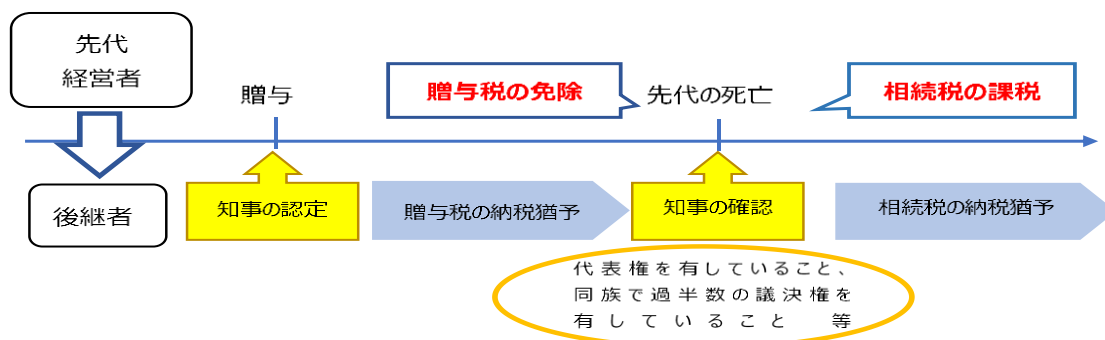 先代
経営者
贈与
贈与税の免除
先代の死亡
相続税の課税
後継者
知事の認定
贈与税の納税猶予
知事の確認
相続税の納税猶予
代表権を有していること、
同族で過半数の議決権を
有していること 等